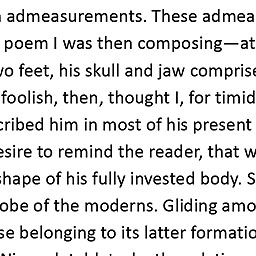 admeasurements. These admea
poem I was then composing—at
feet, his skull and jaw comprise
foolish, then, thought I, for timid
cribed him in most of his present
esire to remind the reader, that w
shape of his fully invested body. S
obe of the moderns. Gliding amo
se belonging to its latter formatio